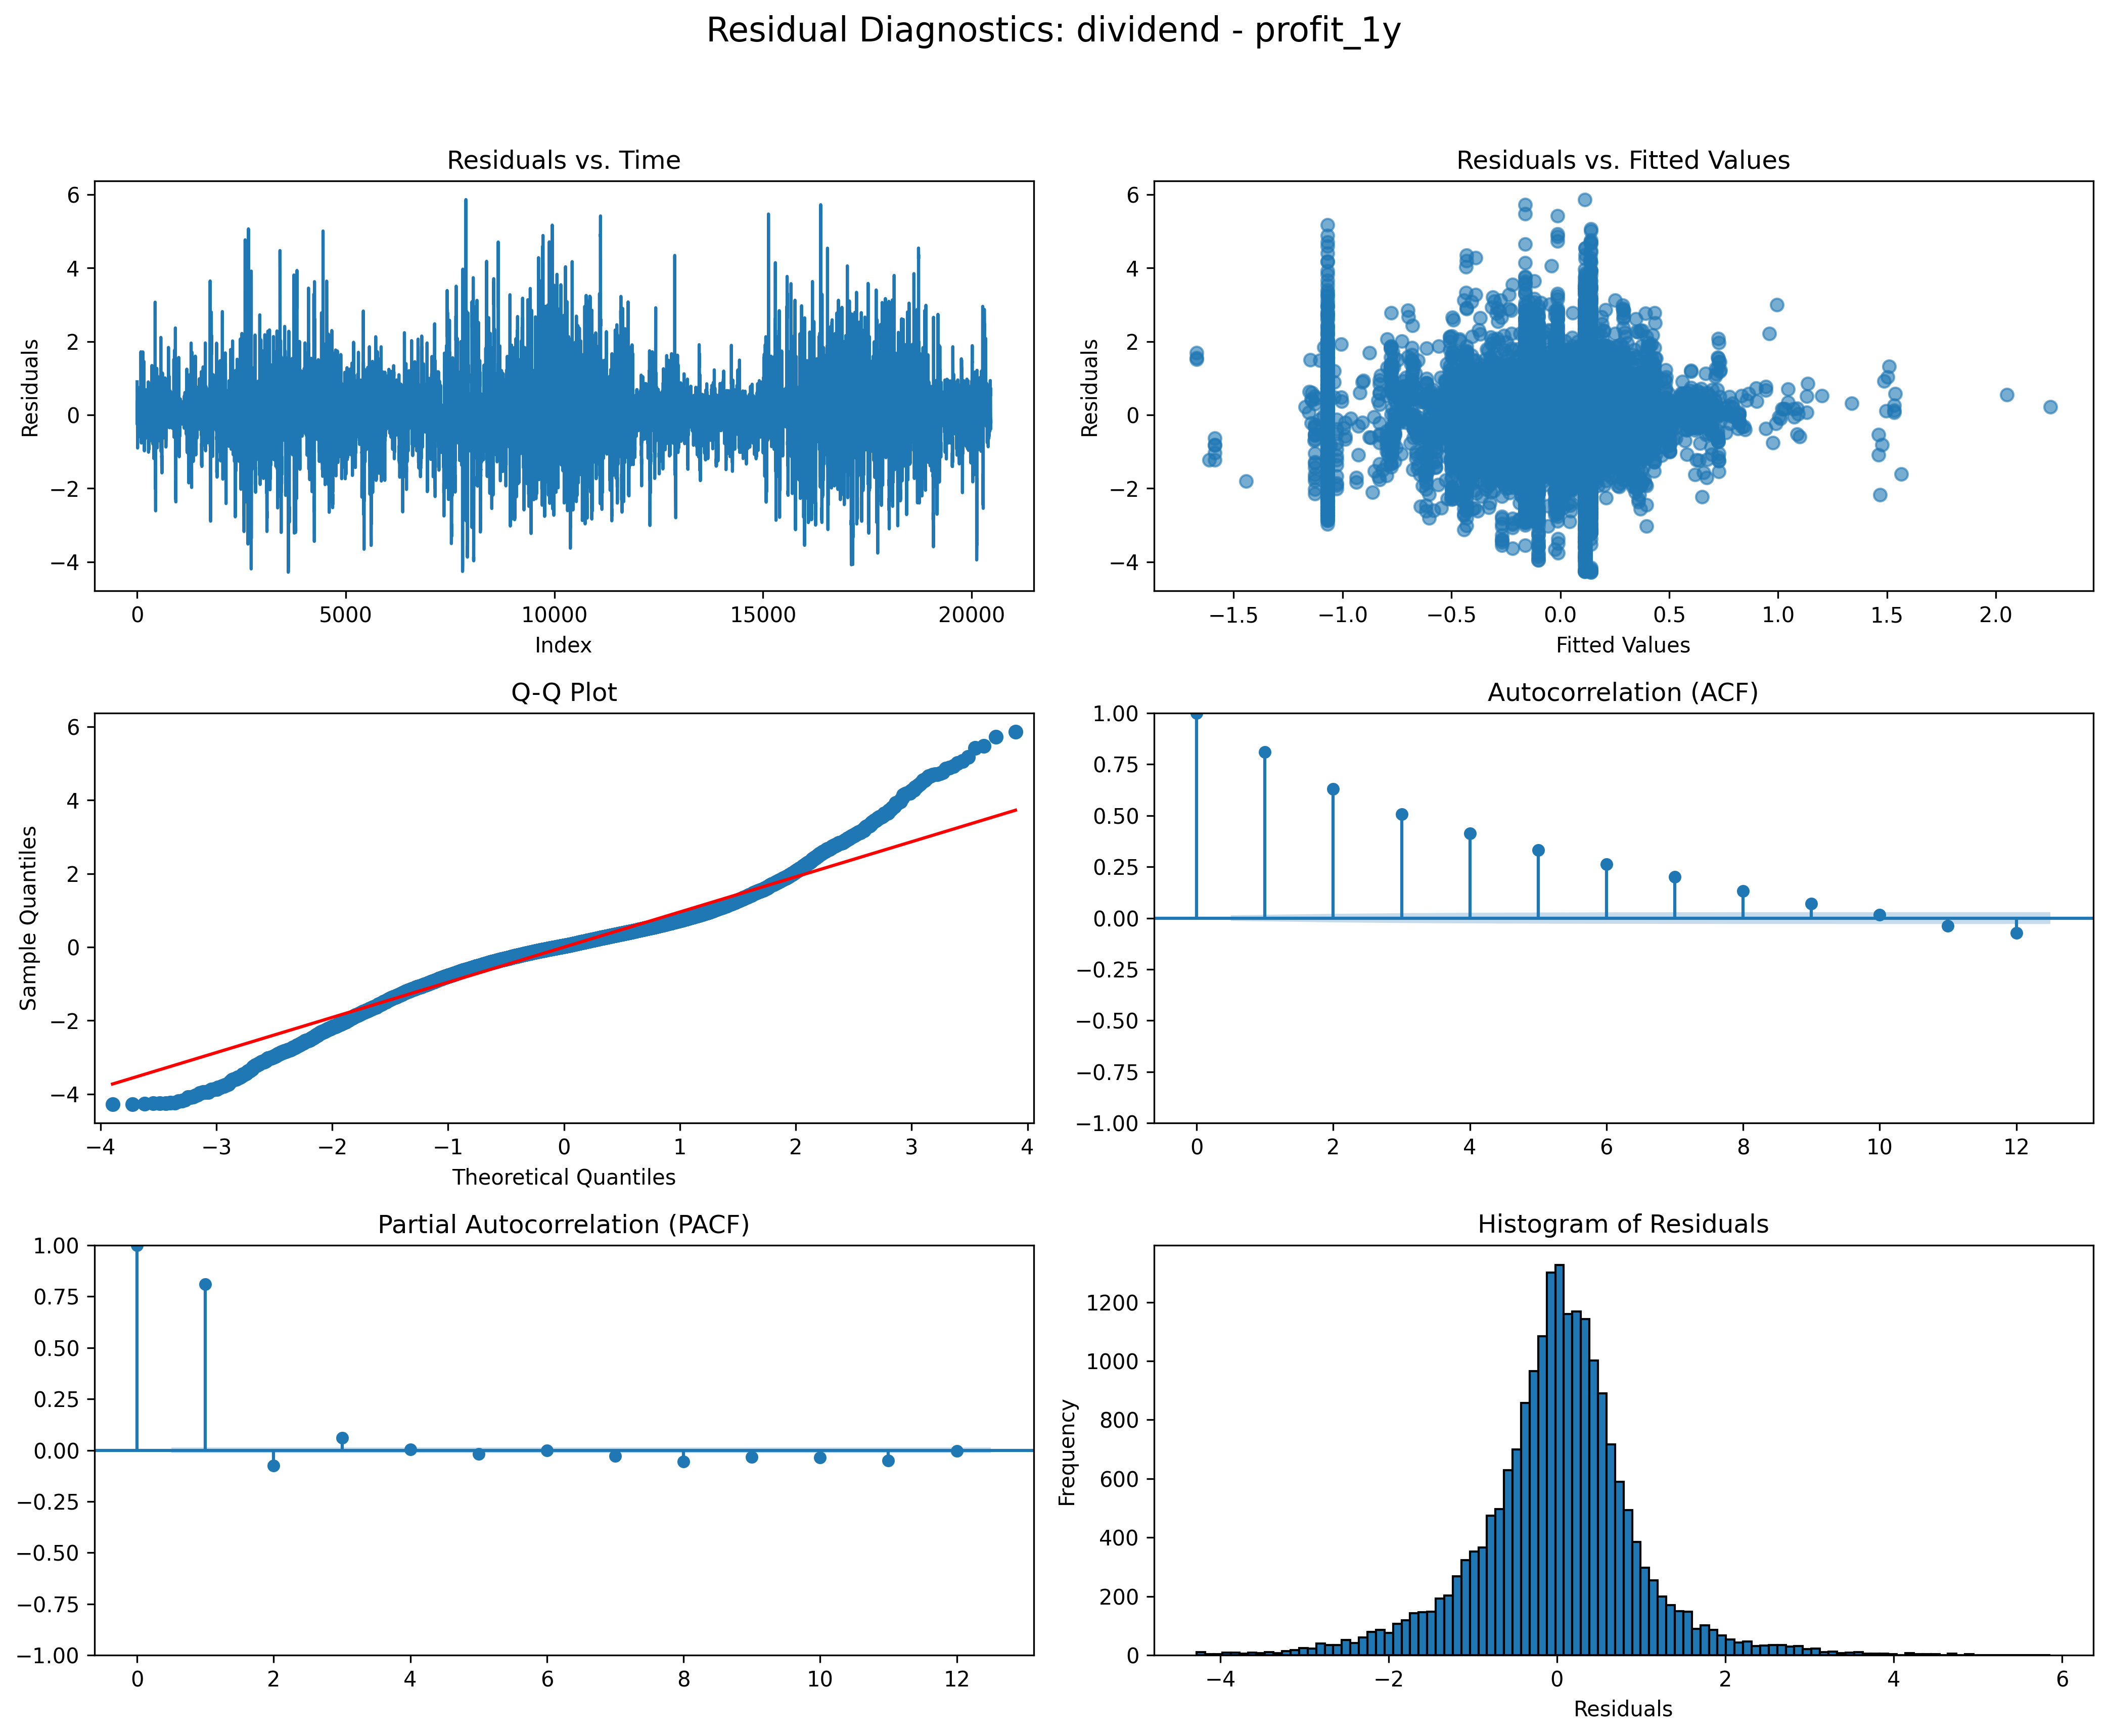 Residual Diagnostics: dividend - profit_1y
Residuals vs. Time
Residuals
6
4
2
0
−2
−4
0 5000 10000 15000 20000
Index
Residuals vs. Fitted Values
Residuals
6
4
2
0
−2
−4
−1.5 −1.0 −0.5 0.0 0.5 1.0 1.5 2.0
Fitted Values
Q-Q Plot
Sample Quantiles
6
4
2
0
−2
−4
−4 −3 −2 −1 0 1 2 3 4
Theoretical Quantiles
Autocorrelation (ACF)
1.00
0.75
0.50
0.25
0.00
−0.25
−0.50
−0.75
−1.00
0 2 4 6 8 10 12
Partial Autocorrelation (PACF)
1.00
0.75
0.50
0.25
0.00
−0.25
−0.50
−0.75
−1.00
0 2 4 6 8 10 12
Histogram of Residuals
Frequency
1200
1000
800
600
400
200
0
−4 −2 0 2 4 6
Residuals